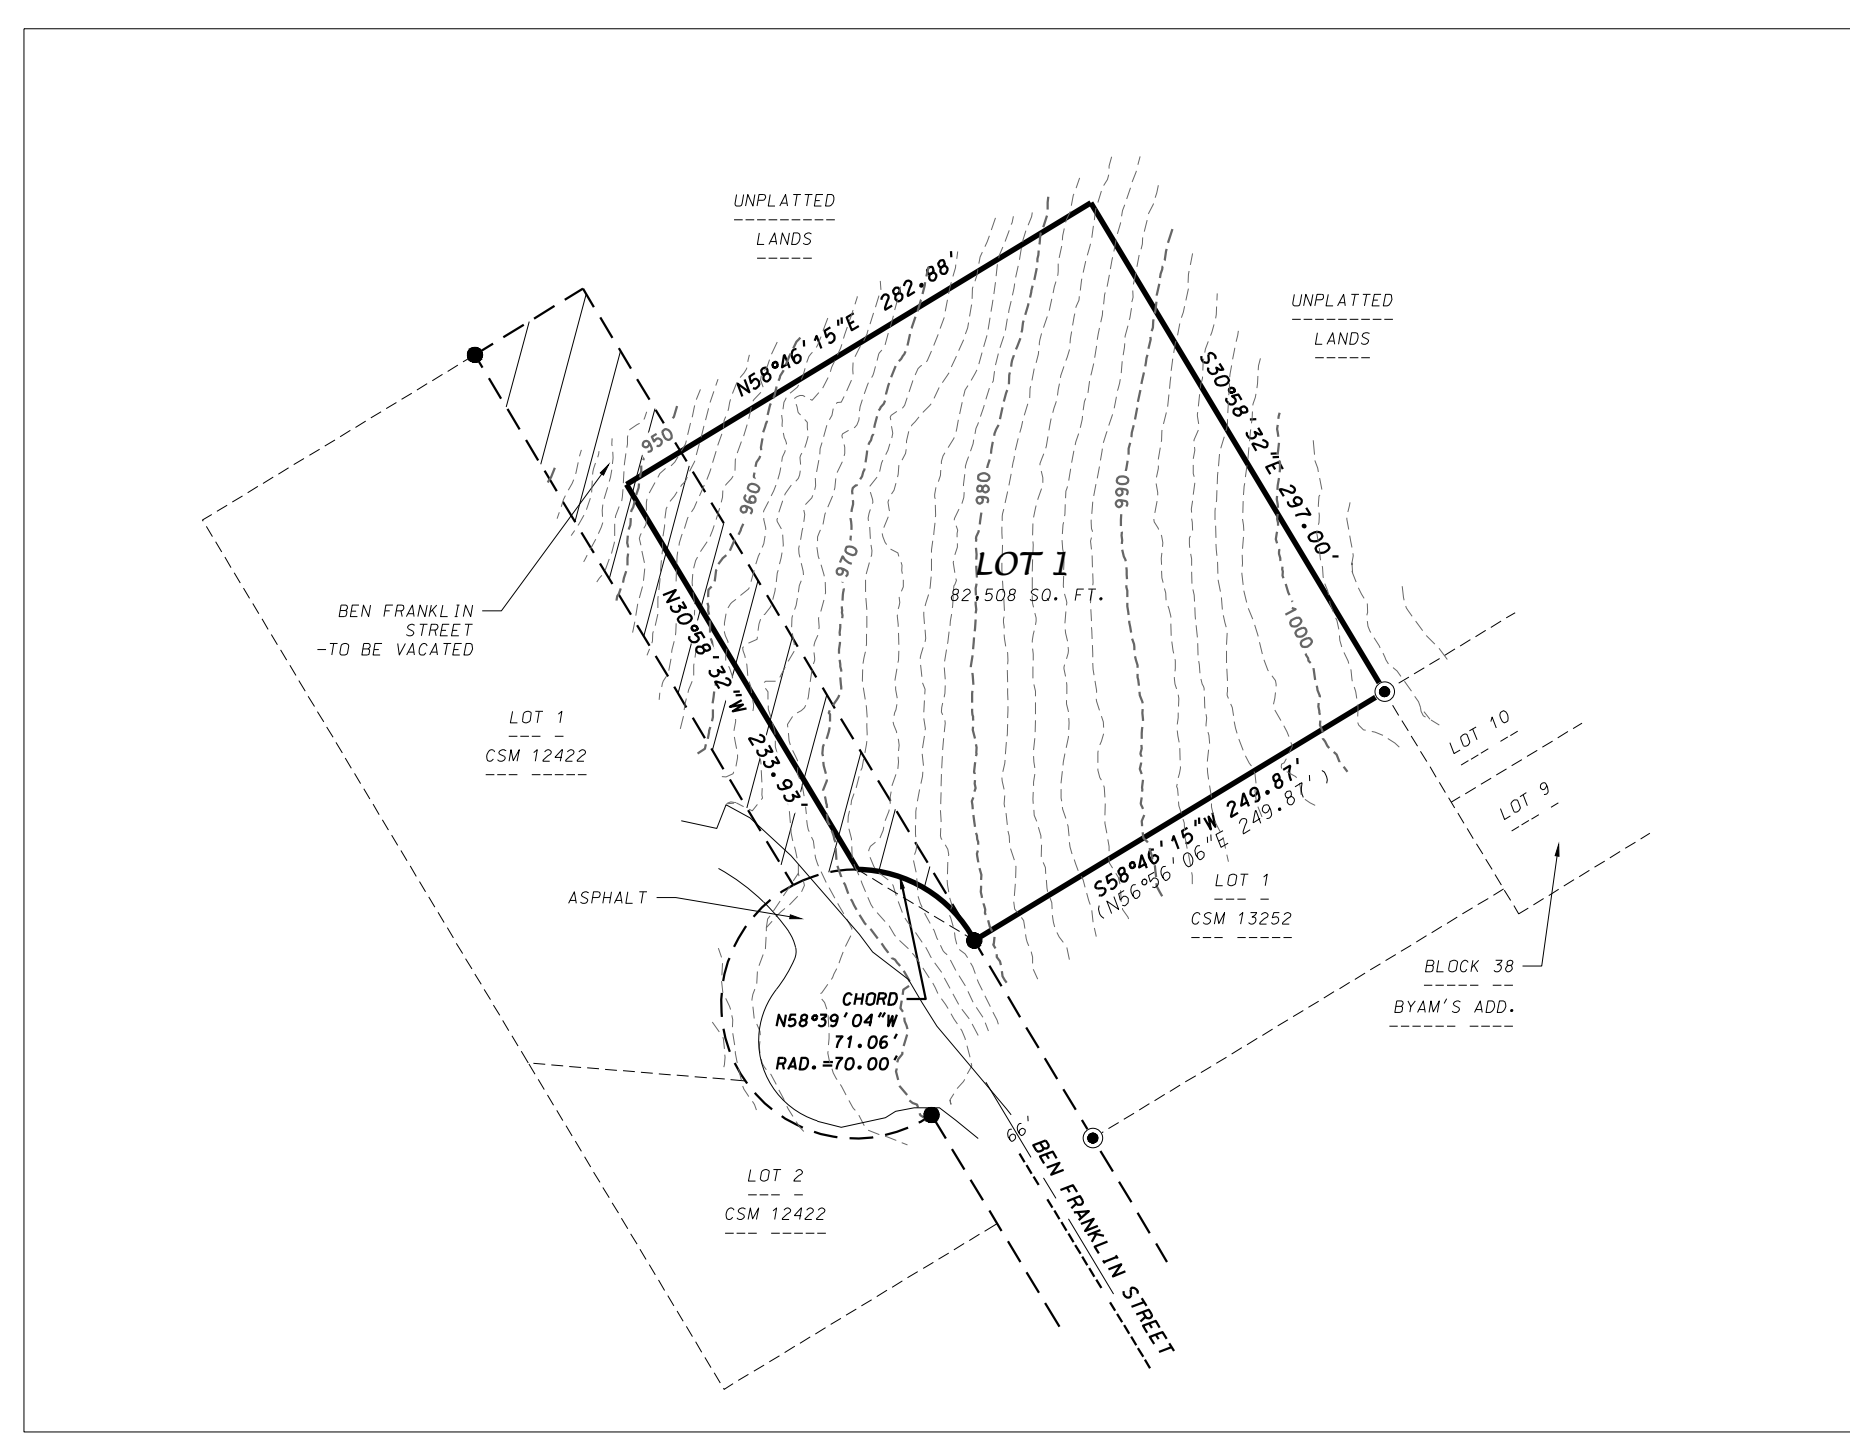 UNPLATTED
LANDS
UNPLATTED
LANDS
N58°46'15"E 282.88'
S30°58'32"E 297.00'
950
960
970
980
990
1000
LOT 1
82,508 SQ. FT.
BEN FRANKLIN
STREET
-TO BE VACATED
N30°58'32"W 233.93'
LOT 1
CSM 12422
S58°46'15"W 249.87'
(N56°56'06"E 249.87')
LOT 10
LOT 9
LOT 1
CSM 13252
ASPHALT
BLOCK 38
BYAM'S ADD.
CHORD
N58°39'04"W
71.06'
RAD.=70.00'
66'
BEN FRANKLIN STREET
LOT 2
CSM 12422